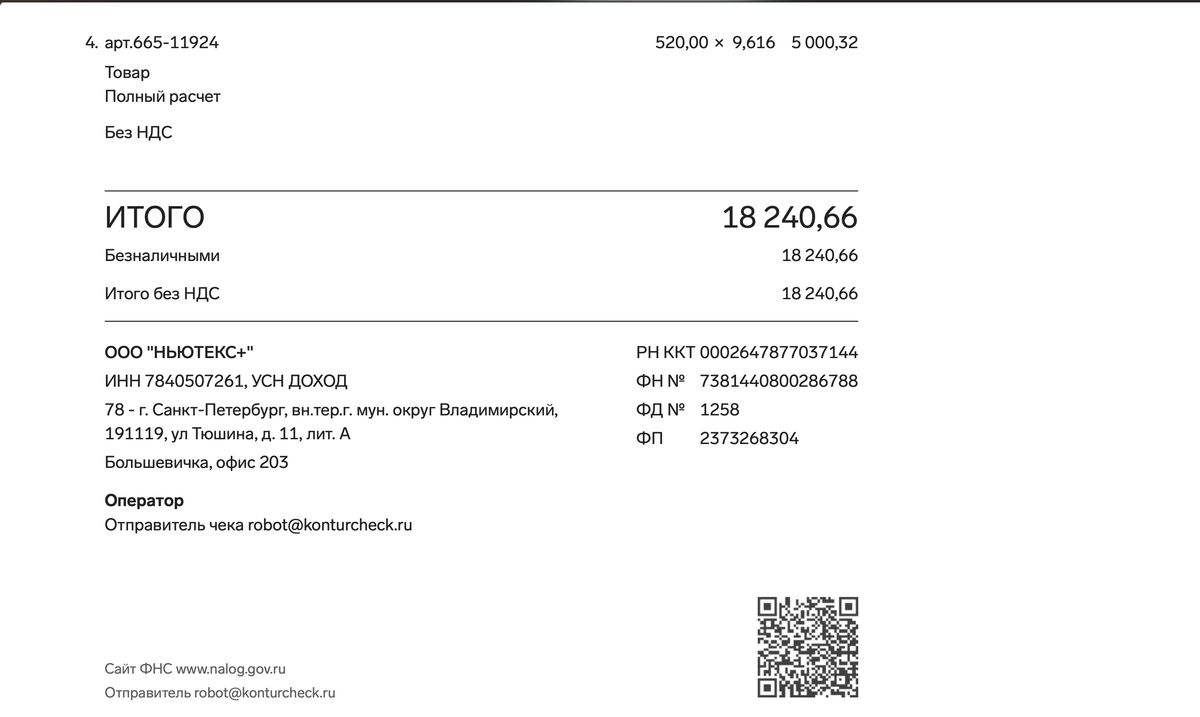 4. арт.665-11924 520,00 × 9,616 5 000,32
Товар
Полный расчет
Без НДС
ИТОГО 18 240,66
Безналичными 18 240,66
Итого без НДС 18 240,66
ООО "НЬЮТЕКС+" РН ККТ 0002647877037144
ИНН 7840507261, УСН ДОХОД ФН № 7381440800286788
78 - г. Санкт-Петербург, вн.тер.г. мун. округ Владимирский, ФД № 1258
191119, ул Тюшина, д. 11, лит. А ФП 2373268304
Большевичка, офис 203
Оператор
Отправитель чека robot@konturcheck.ru
Сайт ФНС www.nalog.gov.ru
Отправитель robot@konturcheck.ru